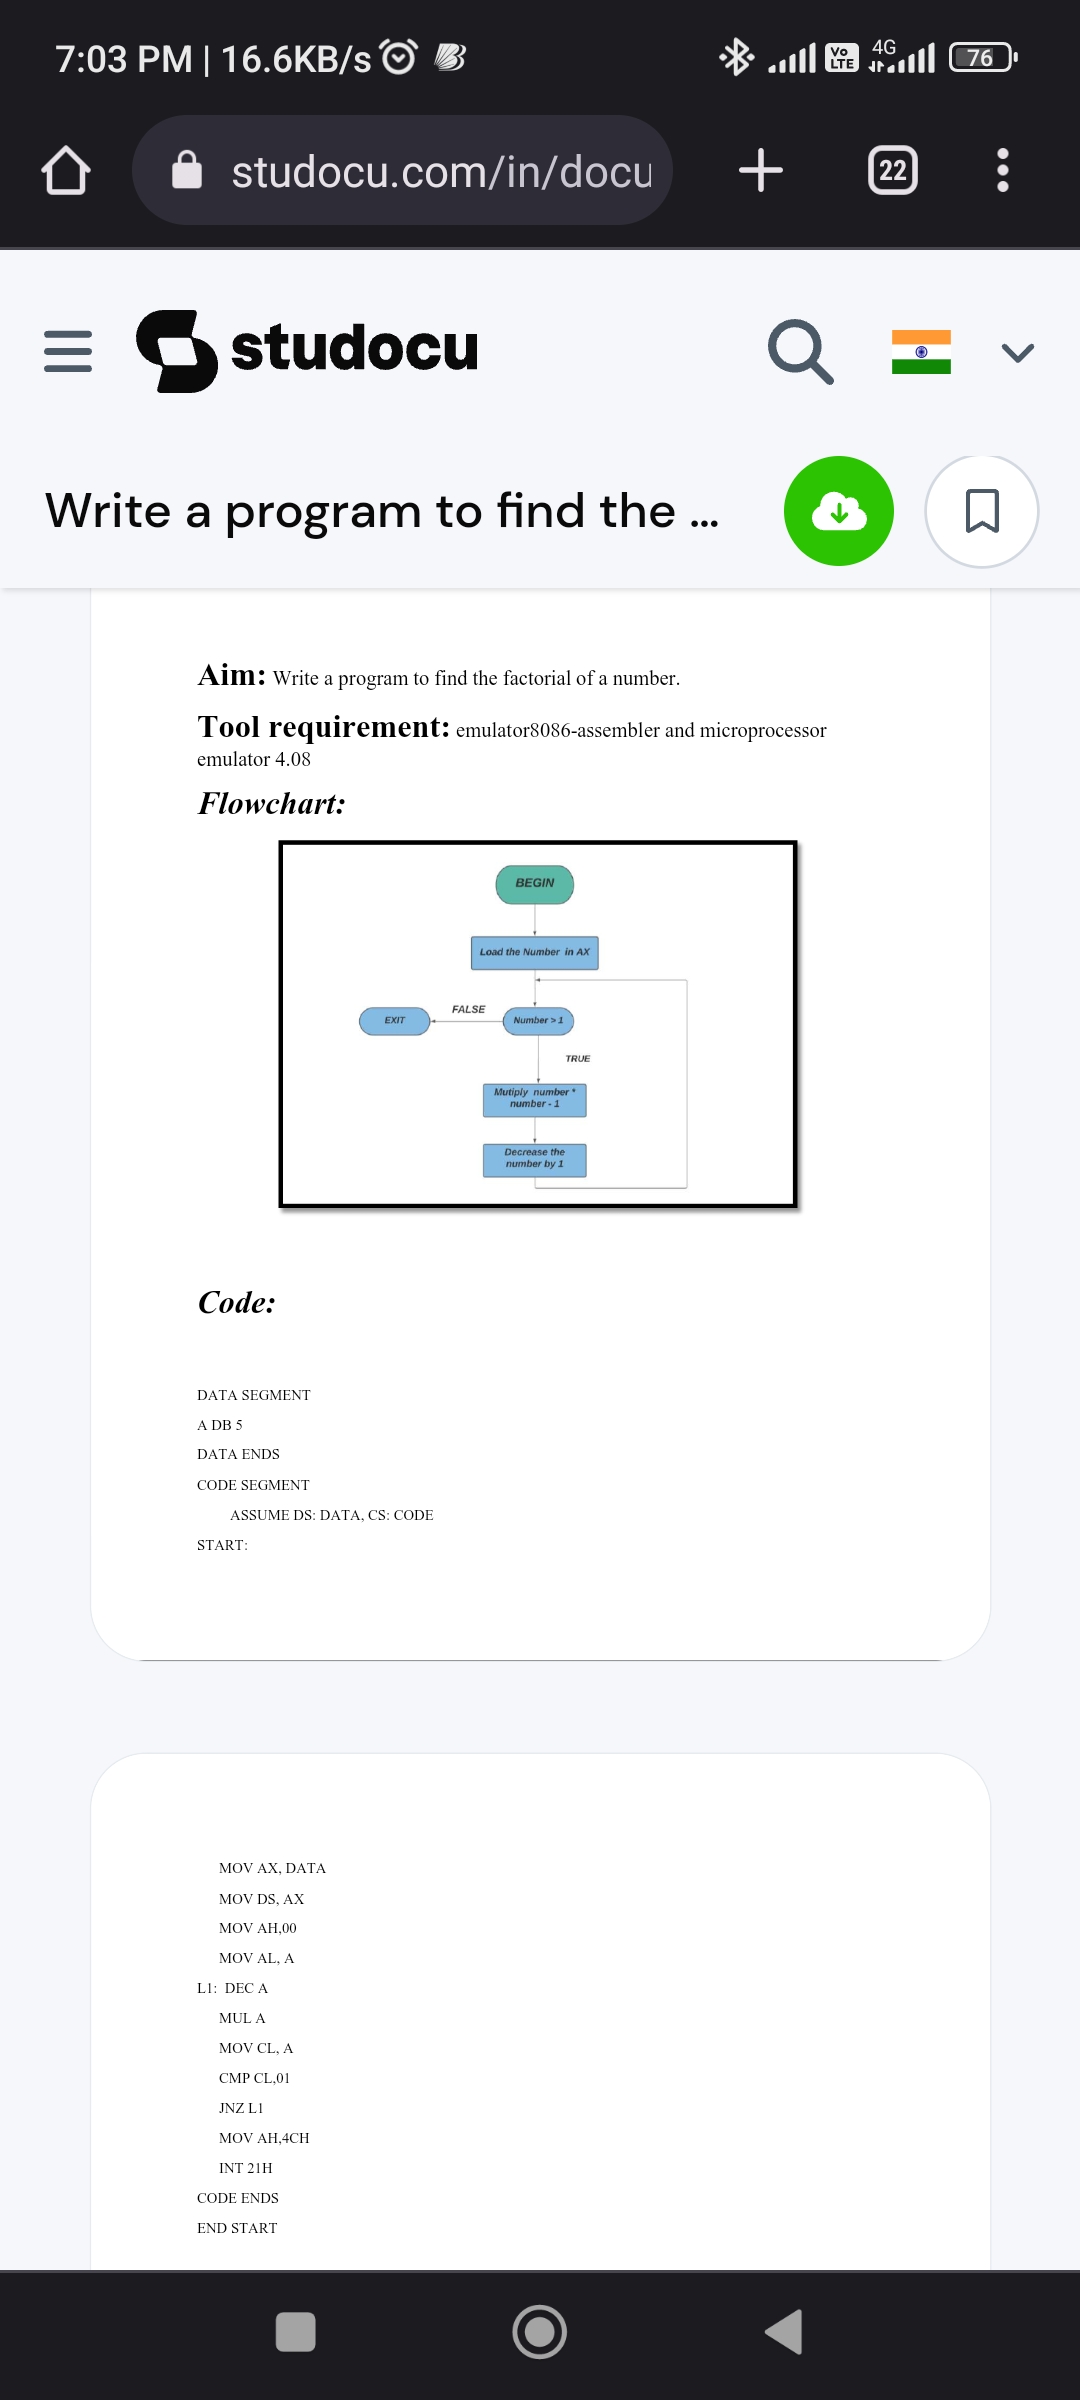 7:03 PM | 16.6KB/s
Vo LTE 4G 76
studocu.com/in/docu
22
studocu
Write a program to find the ...
Aim: Write a program to find the factorial of a number.
Tool requirement: emulator8086-assembler and microprocessor
emulator 4.08
Flowchart:
BEGIN
Load the Number in AX
FALSE
EXIT
Number > 1
TRUE
Mutiply number *
number - 1
Decrease the
number by 1
Code:
DATA SEGMENT
A DB 5
DATA ENDS
CODE SEGMENT
ASSUME DS: DATA, CS: CODE
START:
MOV AX, DATA
MOV DS, AX
MOV AH,00
MOV AL, A
L1: DEC A
MUL A
MOV CL, A
CMP CL,01
JNZ L1
MOV AH,4CH
INT 21H
CODE ENDS
END START